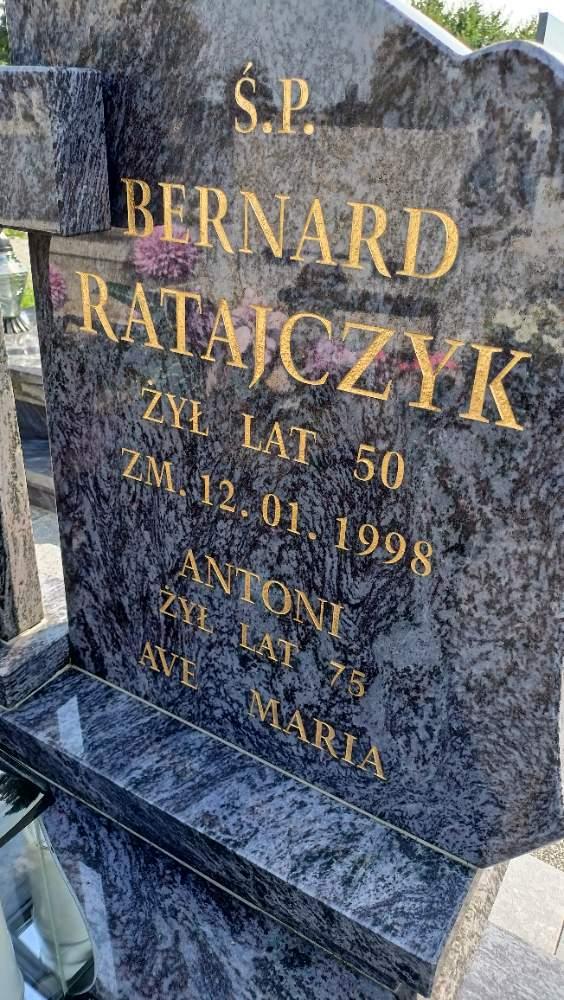 Ś.P.
BERNARD
RATAJCZYK
ŻYŁ LAT 50
ZM. 12.01.1998
ANTONI
ŻYŁ LAT 75
AVE MARIA